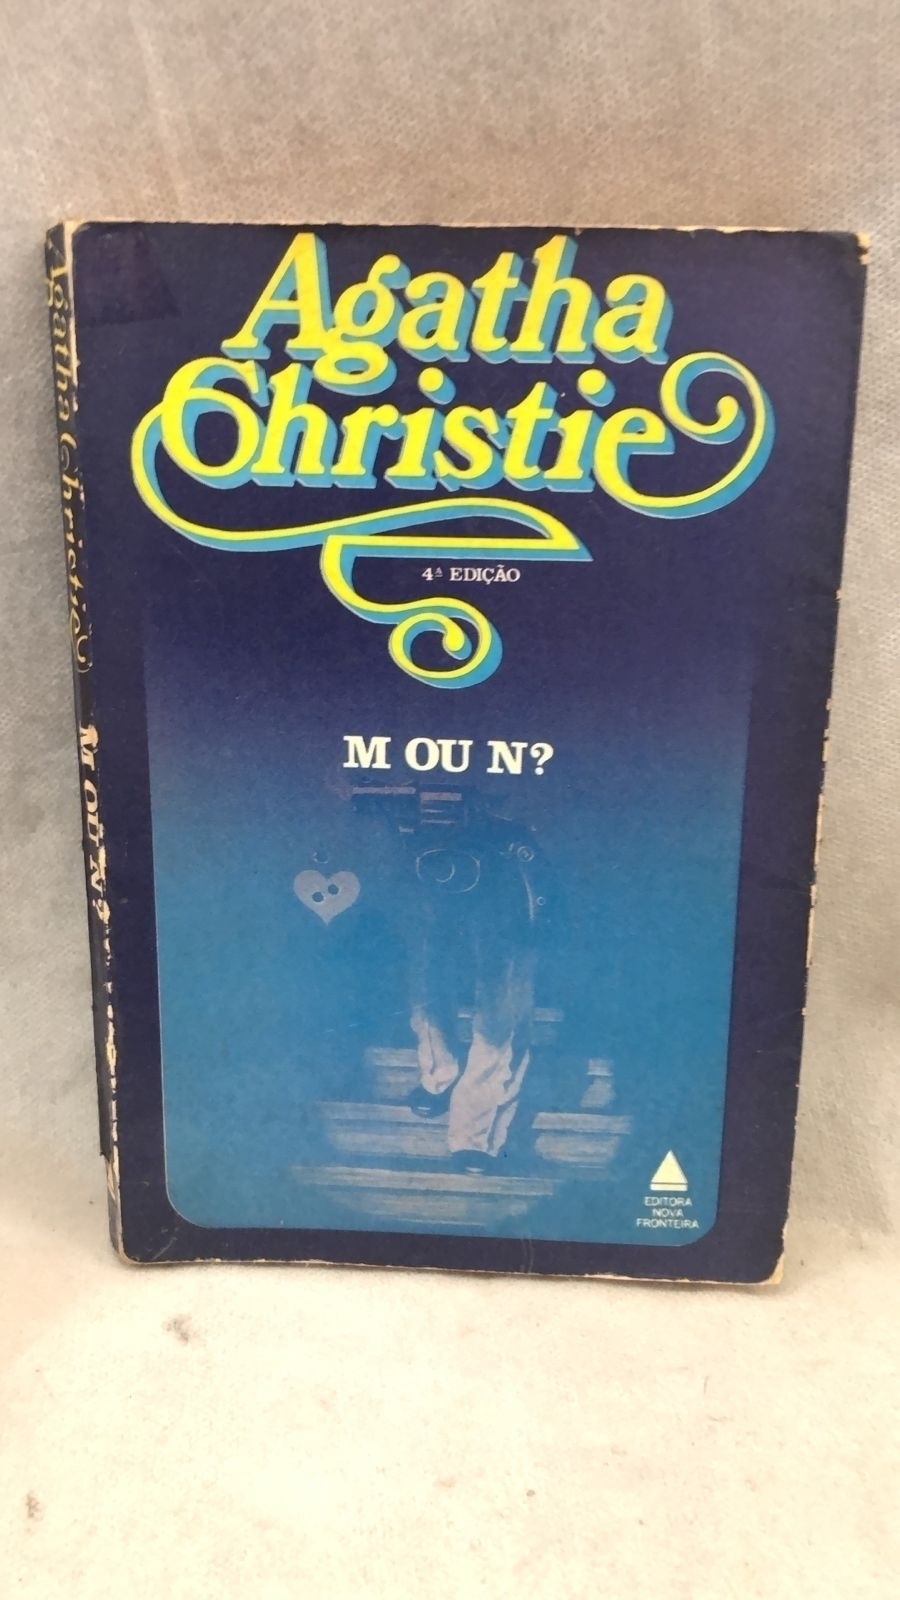 Agatha
Christie
4ª EDIÇÃO
M OU N?
EDITORA
NOVA
FRONTEIRA
Agatha Christie M OU N?